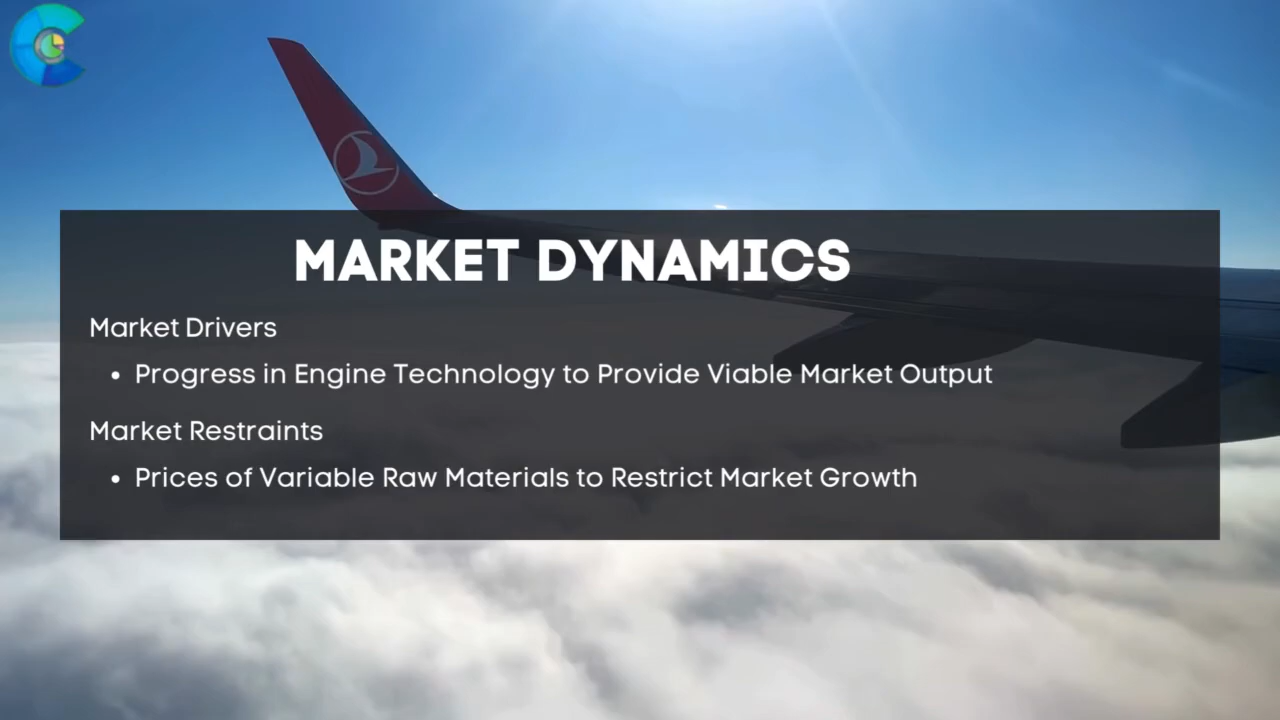 MARKET DYNAMICS
Market Drivers
• Progress in Engine Technology to Provide Viable Market Output
Market Restraints
• Prices of Variable Raw Materials to Restrict Market Growth